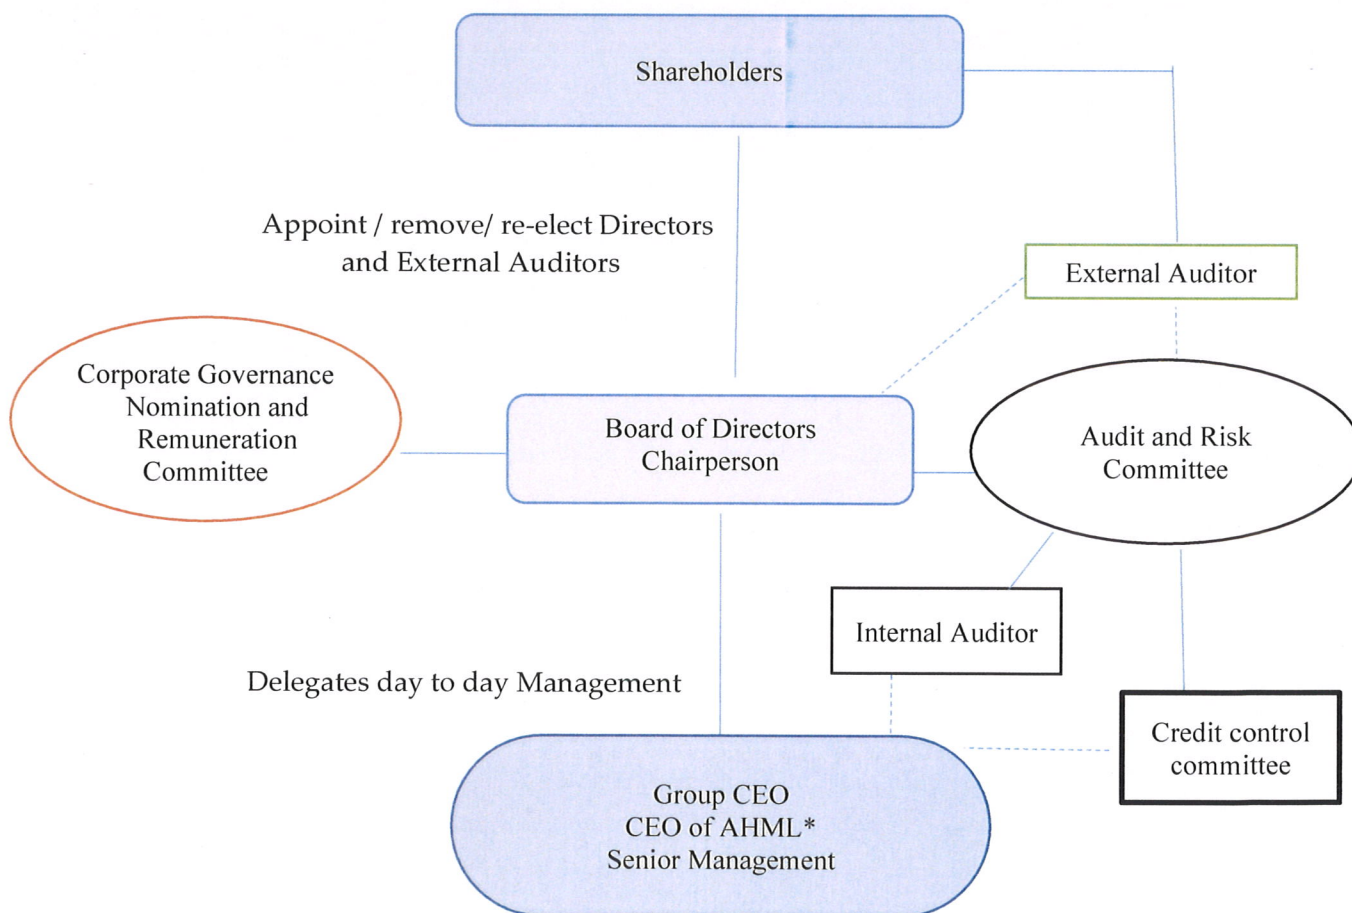 Shareholders
Appoint / remove/ re-elect Directors
and External Auditors
External Auditor
Corporate Governance
Nomination and
Remuneration
Committee
Board of Directors
Chairperson
Audit and Risk
Committee
Internal Auditor
Delegates day to day Management
Credit control
committee
Group CEO
CEO of AHML*
Senior Management